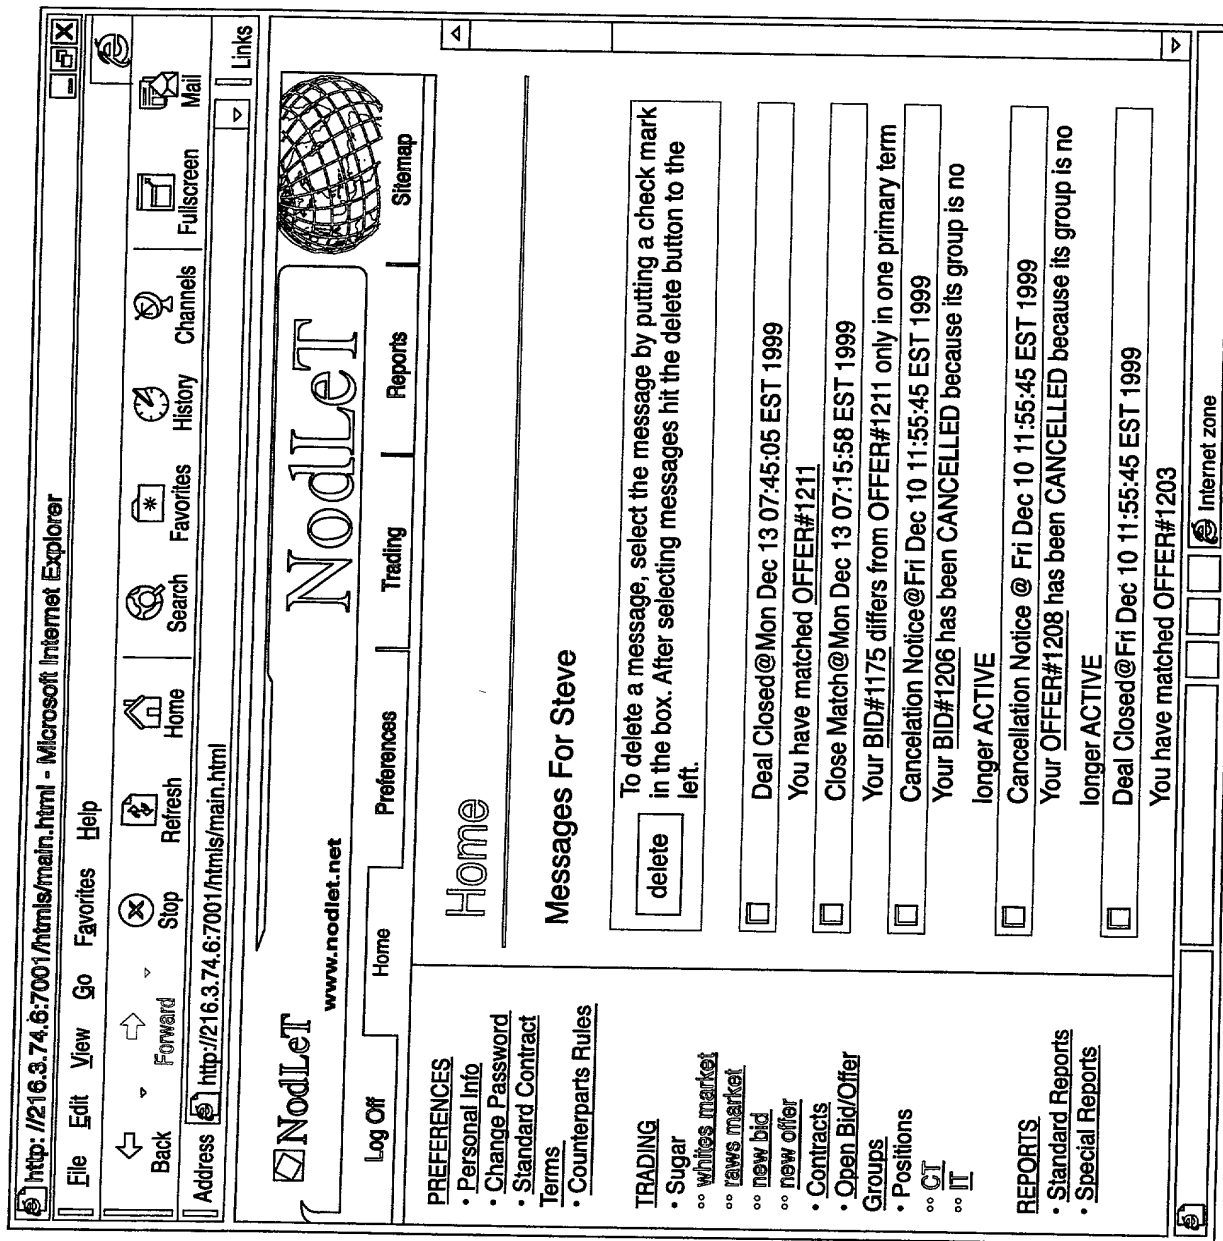 http: //216.3.74.6:7001/htmls/main.html - Microsoft Internet Explorer
File Edit View Go Favorites Help
Back Forward Stop Refresh Home Search Favorites History Channels Fullscreen Mail
Address http://216.3.74.6:7001/htmls/main.html Links
NodLeT
www.nodlet.net
NodlLeT
Log Off Home Preferences Trading Reports Sitemap
PREFERENCES
• Personal Info
• Change Password
• Standard Contract
Terms
• Counterparts Rules
TRADING
• Sugar
°° whites market
°° raws market
°° new bid
°° new offer
• Contracts
• Open Bid/Offer
Groups
• Positions
°° CT
°° IT
REPORTS
• Standard Reports
• Special Reports
Home
Messages For Steve
delete
To delete a message, select the message by putting a check mark
in the box. After selecting messages hit the delete button to the
left.
Deal Closed@Mon Dec 13 07:45:05 EST 1999
You have matched OFFER#1211
Close Match@Mon Dec 13 07:15:58 EST 1999
Your BID#1175 differs from OFFER#1211 only in one primary term
Cancelation Notice@Fri Dec 10 11:55:45 EST 1999
Your BID#1206 has been CANCELLED because its group is no
longer ACTIVE
Cancellation Notice @ Fri Dec 10 11:55:45 EST 1999
Your OFFER#1208 has been CANCELLED because its group is no
longer ACTIVE
Deal Closed@Fri Dec 10 11:55:45 EST 1999
You have matched OFFER#1203
Internet zone